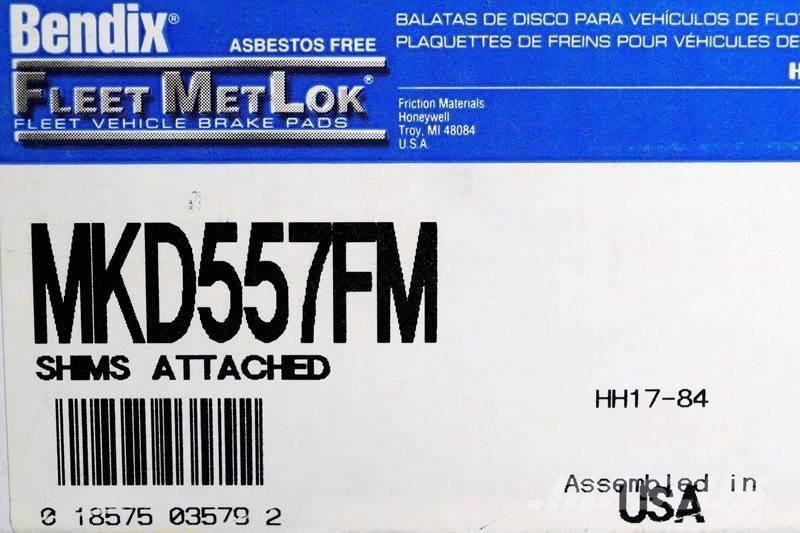 Bendix®
ASBESTOS FREE
FLEET METLOK®
FLEET VEHICLE BRAKE PADS
BALATAS DE DISCO PARA VEHÍCULOS DE
PLAQUETTES DE FREINS POUR VÉHICULES DE
H
Friction Materials
Honeywell
Troy, MI 48084
U.S.A.
MKD557FM
SHIMS ATTACHED
HH17-84
0 18575 03579 2
Assembled in
USA